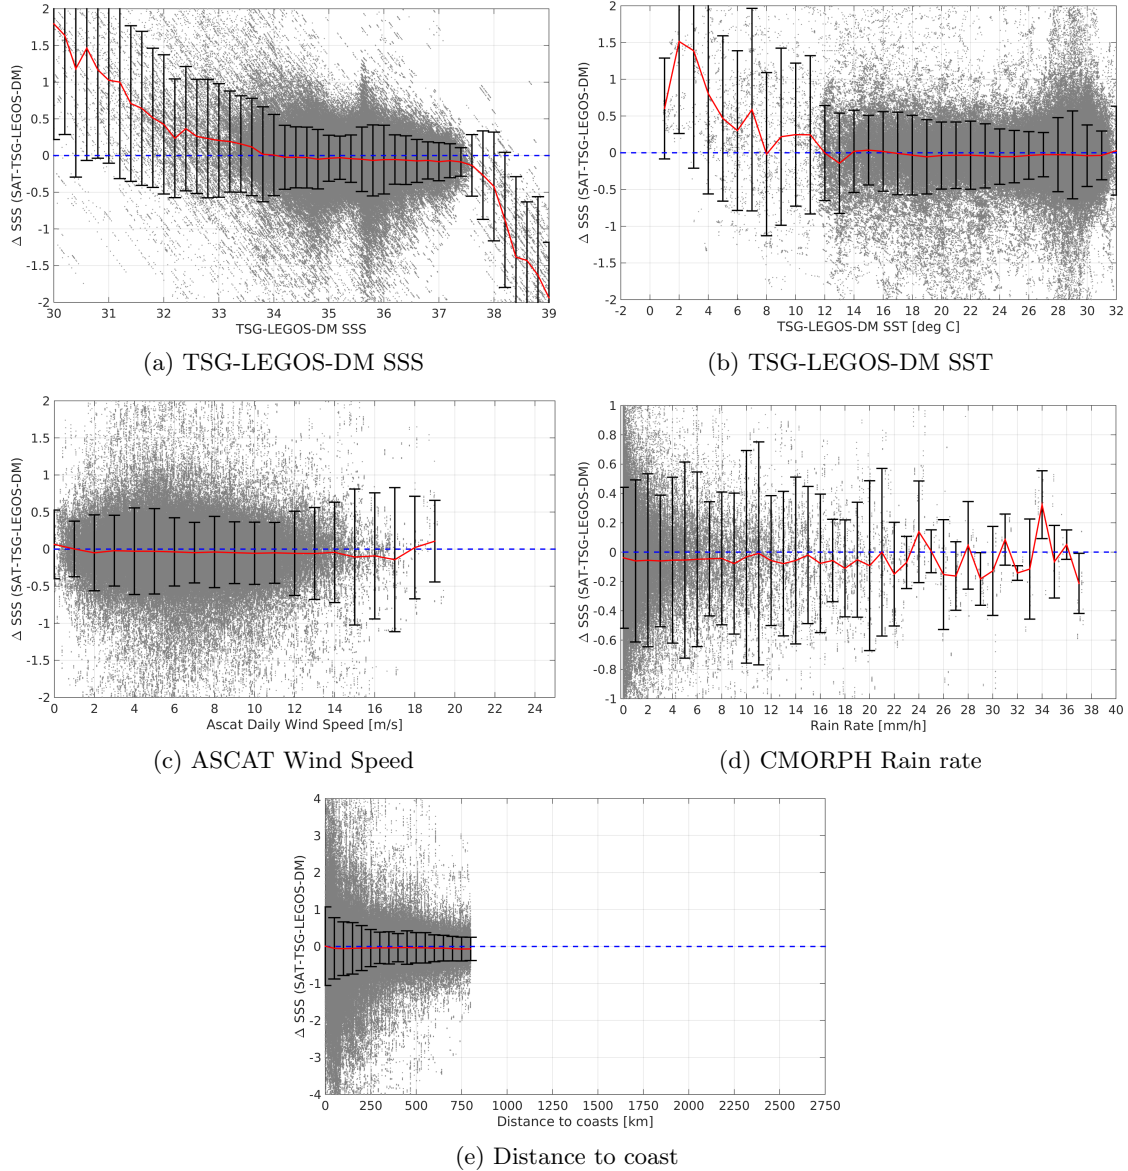 2
1.5
1
0.5
0
-0.5
-1
-1.5
-2
Δ SSS (SAT-TSG-LEGOS-DM)
30 31 32 33 34 35 36 37 38 39
TSG-LEGOS-DM SSS
(a) TSG-LEGOS-DM SSS
2
1.5
1
0.5
0
-0.5
-1
-1.5
-2
Δ SSS (SAT-TSG-LEGOS-DM)
-2 0 2 4 6 8 10 12 14 16 18 20 22 24 26 28 30 32
TSG-LEGOS-DM SST [deg C]
(b) TSG-LEGOS-DM SST
2
1.5
1
0.5
0
-0.5
-1
-1.5
-2
Δ SSS (SAT-TSG-LEGOS-DM)
0 2 4 6 8 10 12 14 16 18 20 22 24
Ascat Daily Wind Speed [m/s]
(c) ASCAT Wind Speed
1
0.8
0.6
0.4
0.2
0
-0.2
-0.4
-0.6
-0.8
-1
Δ SSS (SAT-TSG-LEGOS-DM)
0 2 4 6 8 10 12 14 16 18 20 22 24 26 28 30 32 34 36 38 40
Rain Rate [mm/h]
(d) CMORPH Rain rate
4
3
2
1
0
-1
-2
-3
-4
Δ SSS (SAT-TSG-LEGOS-DM)
0 250 500 750 1000 1250 1500 1750 2000 2250 2500 2750
Distance to coasts [km]
(e) Distance to coast